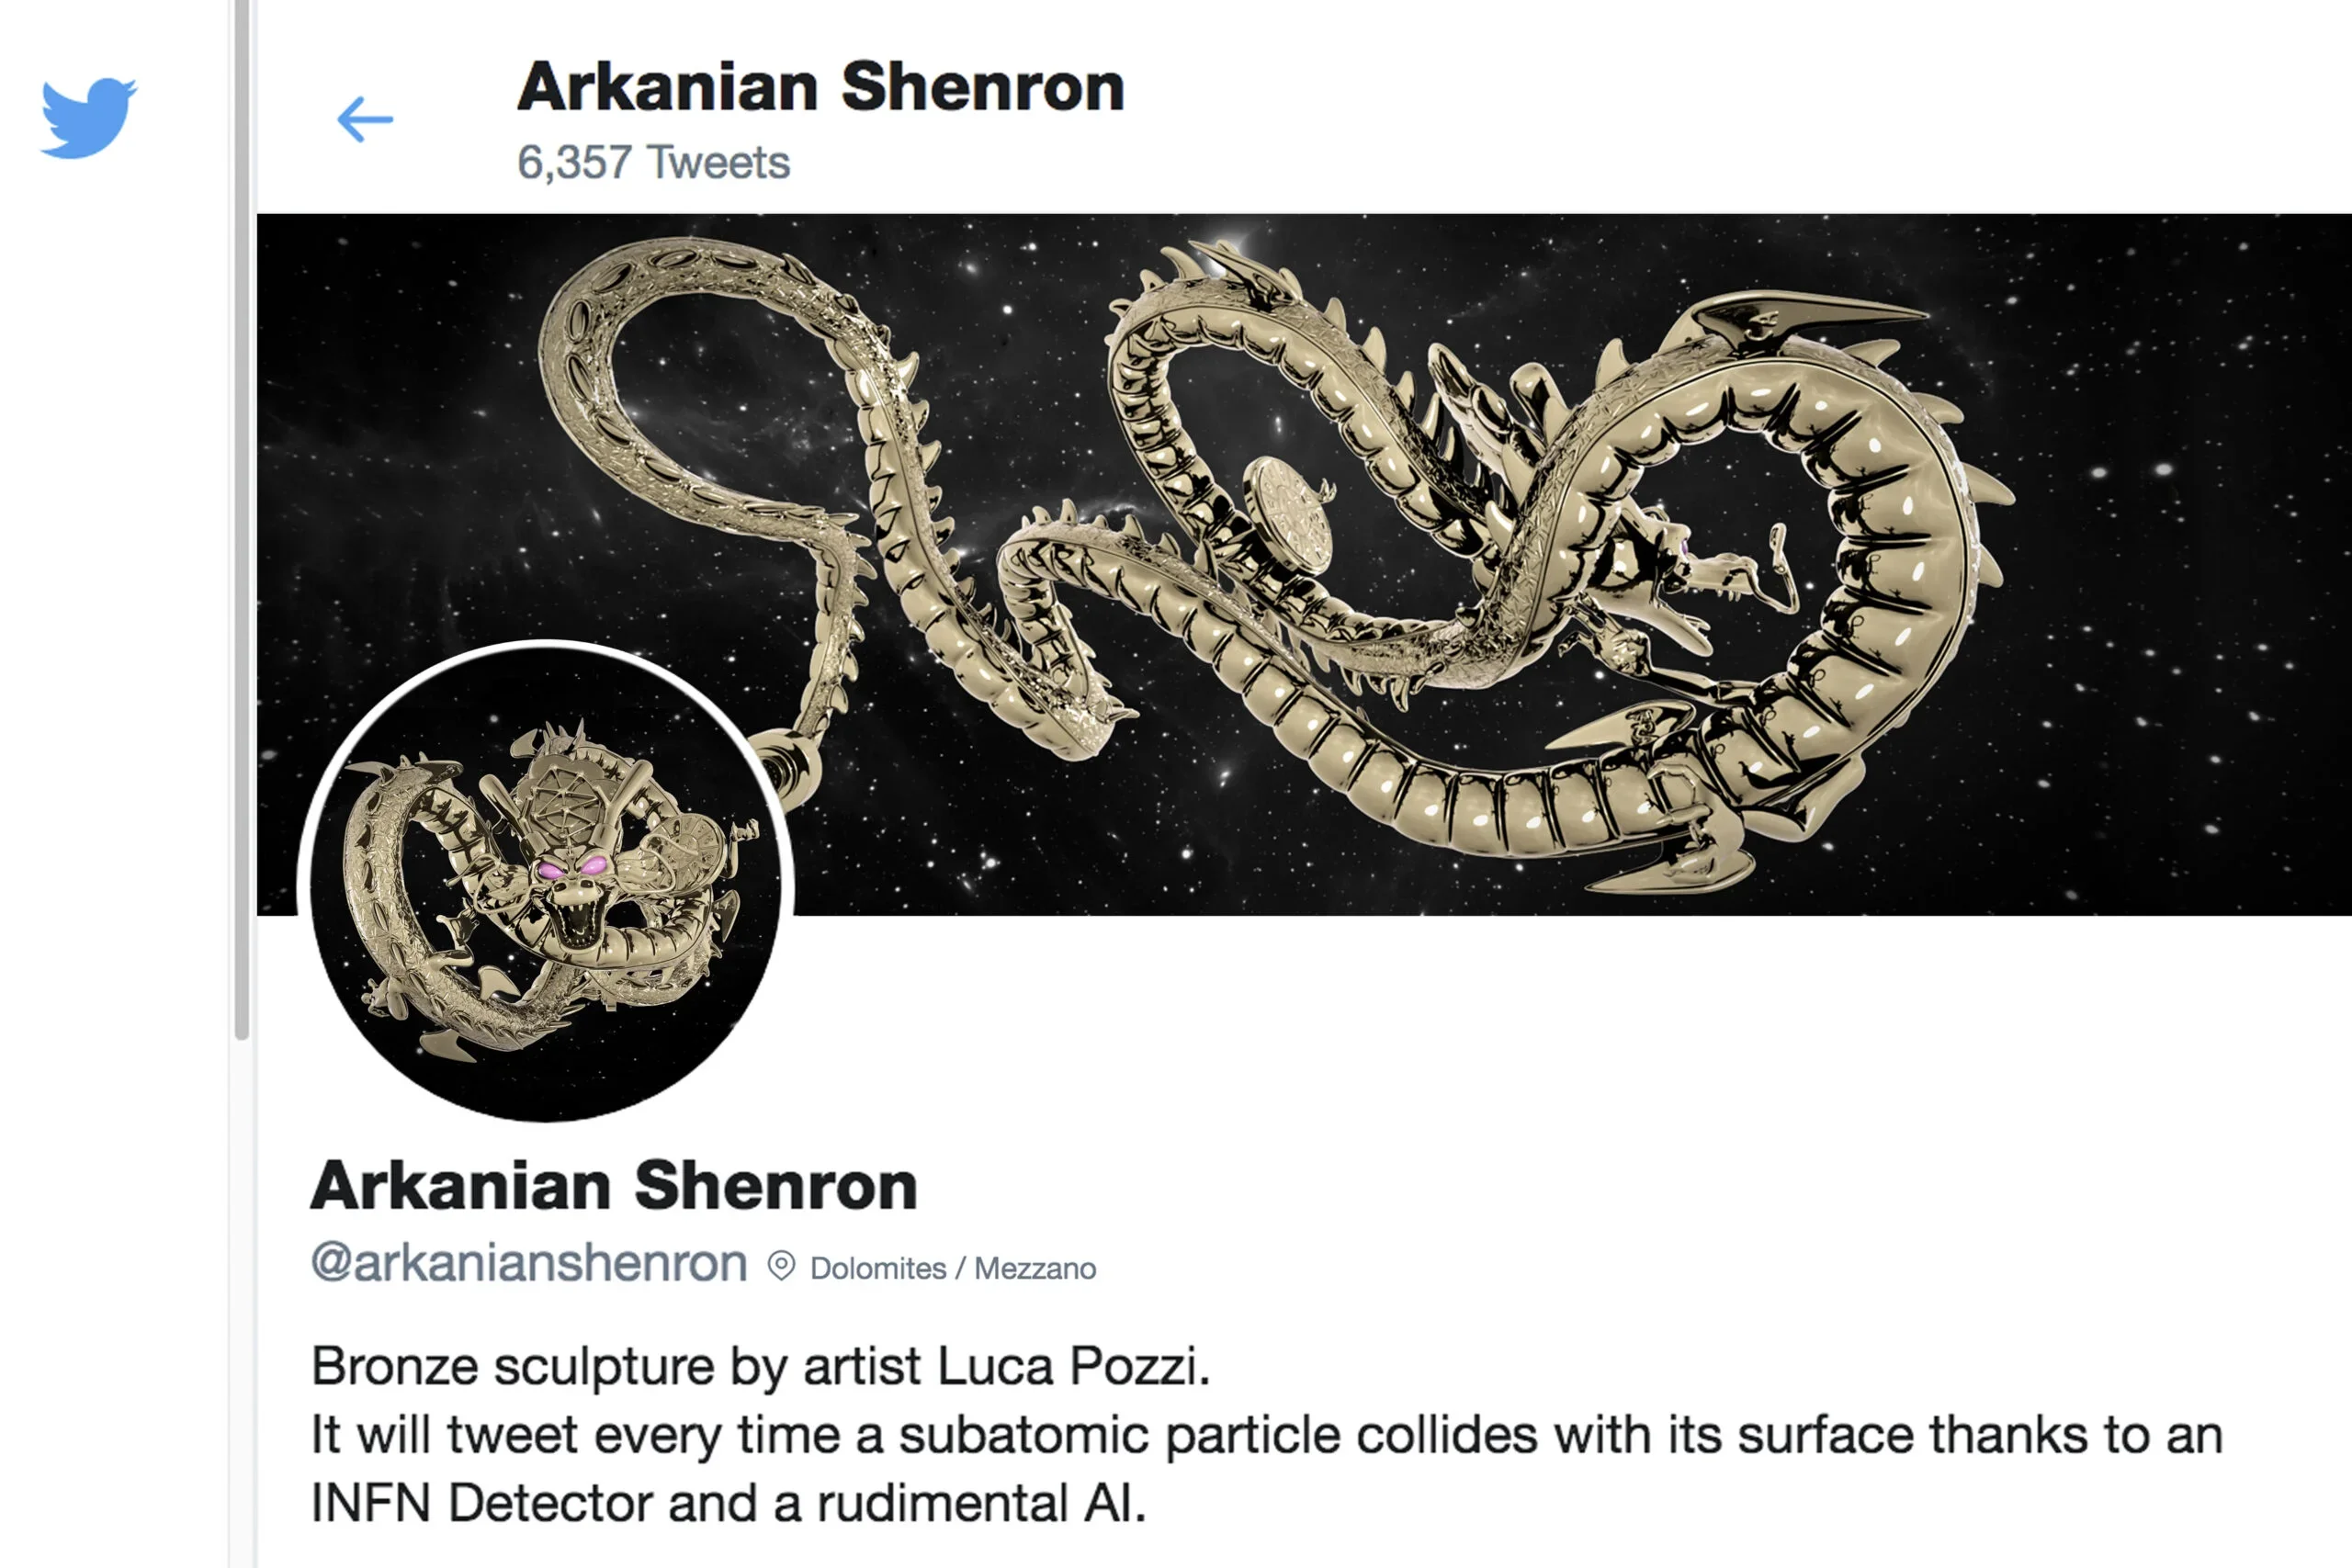 Arkanian Shenron
6,357 Tweets
Arkanian Shenron
@arkanianshenron Dolomites / Mezzano
Bronze sculpture by artist Luca Pozzi.
It will tweet every time a subatomic particle collides with its surface thanks to an
INFN Detector and a rudimental AI.